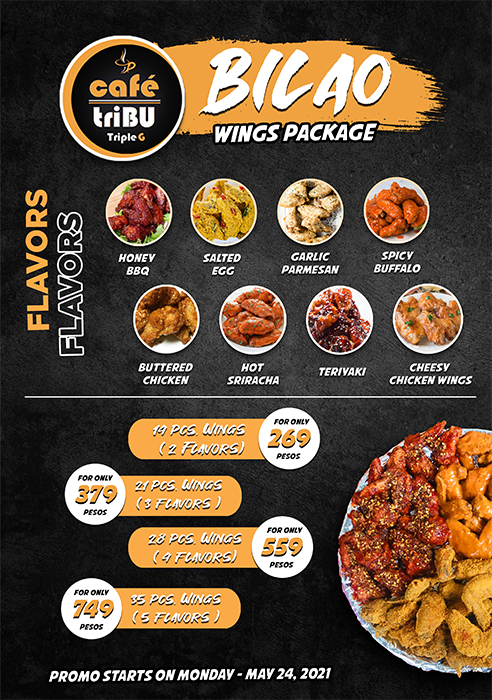 café
triBU
Triple G
BILAO
WINGS PACKAGE
FLAVORS
FLAVORS
HONEY
BBQ
SALTED
EGG
GARLIC
PARMESAN
SPICY
BUFFALO
BUTTERED
CHICKEN
HOT
SRIRACHA
TERIYAKI
CHEESY
CHICKEN WINGS
14 PCS. WINGS
( 2 FLAVORS)
FOR ONLY
269
PESOS
FOR ONLY
379
PESOS
21 PCS. WINGS
( 3 FLAVORS )
28 PCS. WINGS
( 4 FLAVORS)
FOR ONLY
559
PESOS
FOR ONLY
749
PESOS
35 PCS. WINGS
( 5 FLAVORS )
PROMO STARTS ON MONDAY - MAY 24, 2021